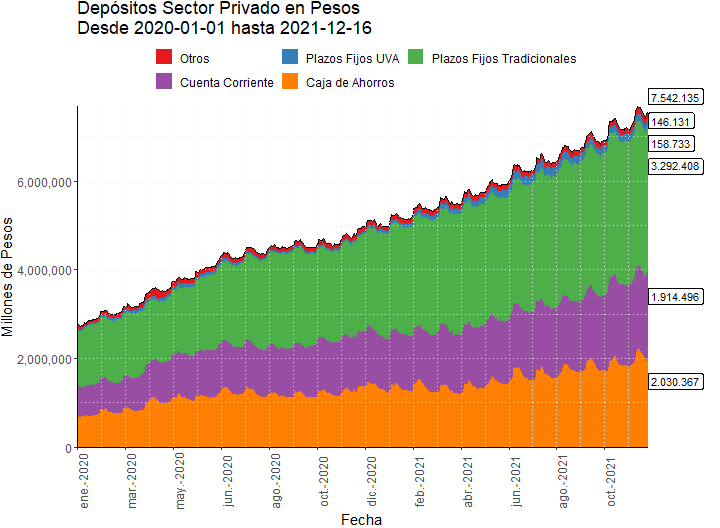 Depósitos Sector Privado en Pesos
Desde 2020-01-01 hasta 2021-12-16
Otros
Plazos Fijos UVA
Plazos Fijos Tradicionales
Cuenta Corriente
Caja de Ahorros
7.542.135
146.131
158.733
3.292.408
1.914.496
2.030.367
6,000,000
4,000,000
2,000,000
0
Millones de Pesos
ene.-2020
mar.-2020
may.-2020
jun.-2020
ago.-2020
oct.-2020
dic.-2020
feb.-2021
abr.-2021
jun.-2021
ago.-2021
oct.-2021
Fecha